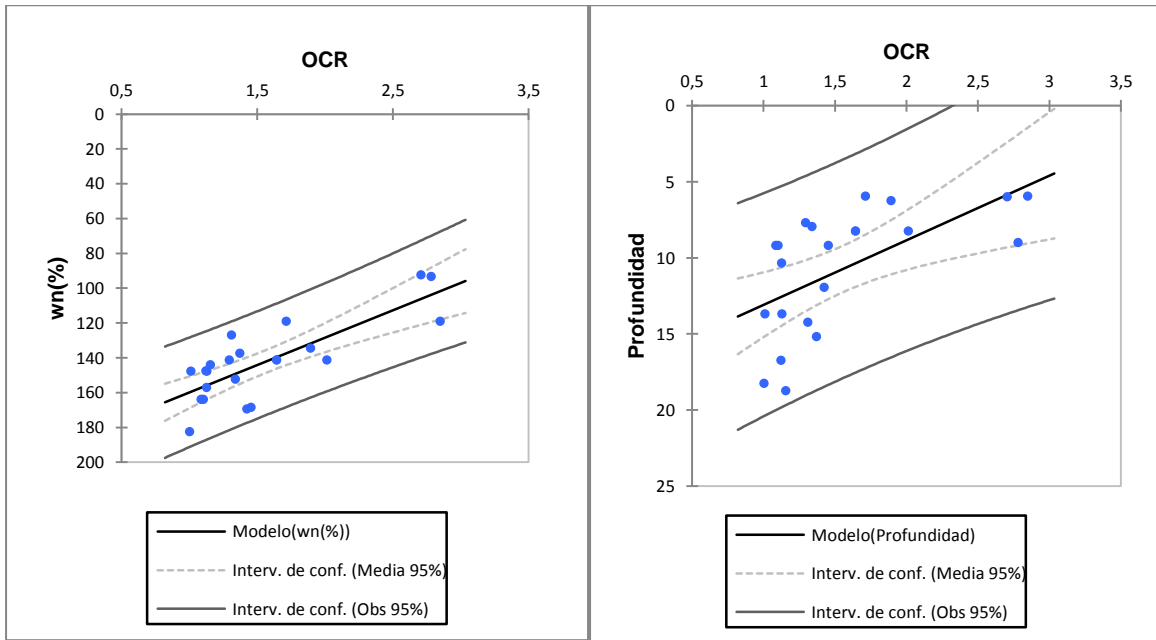 OCR
0,5 1,5 2,5 3,5
0
20
40
60
80
100
120
140
160
180
200
wn(%)
Modelo(wn(%))
Interv. de conf. (Media 95%)
Interv. de conf. (Obs 95%)
OCR
0,5 1 1,5 2 2,5 3 3,5
0
5
10
15
20
25
Profundidad
Modelo(Profundidad)
Interv. de conf. (Media 95%)
Interv. de conf. (Obs 95%)